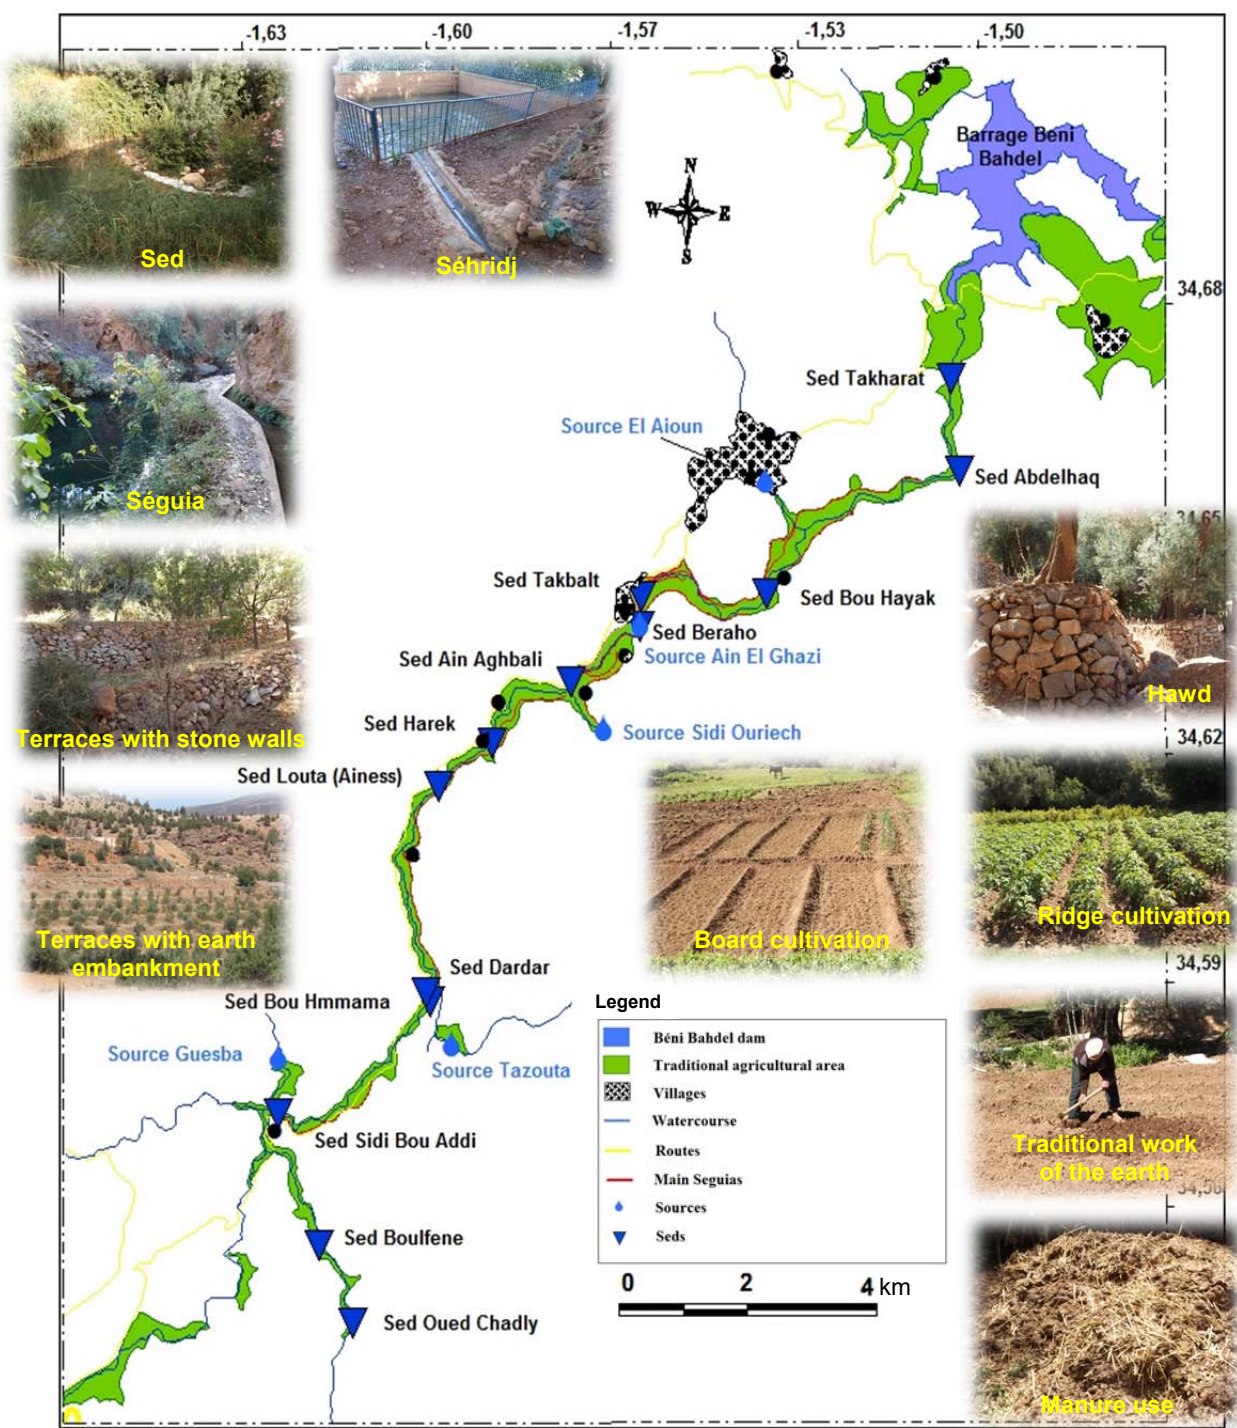 -1,63
-1,60
-1,57
-1,53
-1,50
Barrage Beni
Bahdel
N
W
E
S
Sed
Séhridj
34,68
Sed Takharat
Source El Aioun
Séguia
Sed Abdelhaq
34,65
Sed Takbalt
Sed Bou Hayak
Sed Beraho
Sed Ain Aghbali
Source Ain El Ghazi
Hawd
Sed Harek
Source Sidi Ouriech
Terraces with stone walls
34,62
Sed Louta (Ainess)
Ridge cultivation
Terraces with earth
embankment
Board cultivation
Sed Dardar
34,59
Sed Bou Hmmama
Legend
Source Guesba
Source Tazouta
Béni Bahdel dam
Traditional agricultural area
Villages
Watercourse
Routes
Main Seguias
Sources
Seds
Sed Sidi Bou Addi
Traditional work
of the earth
34,56
Sed Boulfene
0
2
4 km
Sed Oued Chadly
Manure use